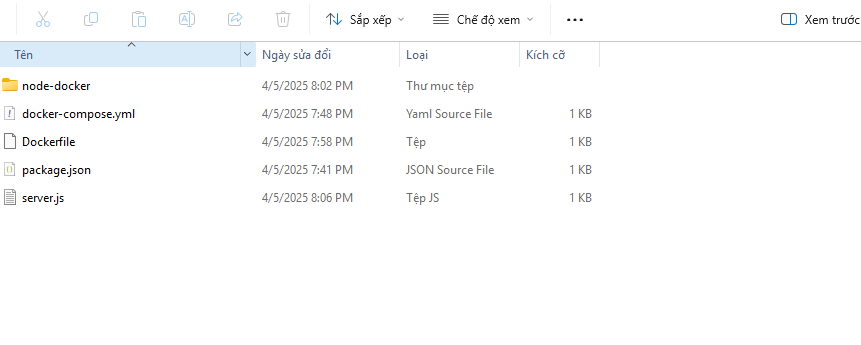 Sắp xếp Chế độ xem Xem trước
Tên Ngày sửa đổi Loại Kích cỡ
node-docker 4/5/2025 8:02 PM Thư mục tệp
docker-compose.yml 4/5/2025 7:48 PM Yaml Source File 1 KB
Dockerfile 4/5/2025 7:58 PM Tệp 1 KB
package.json 4/5/2025 7:41 PM JSON Source File 1 KB
server.js 4/5/2025 8:06 PM Tệp JS 1 KB